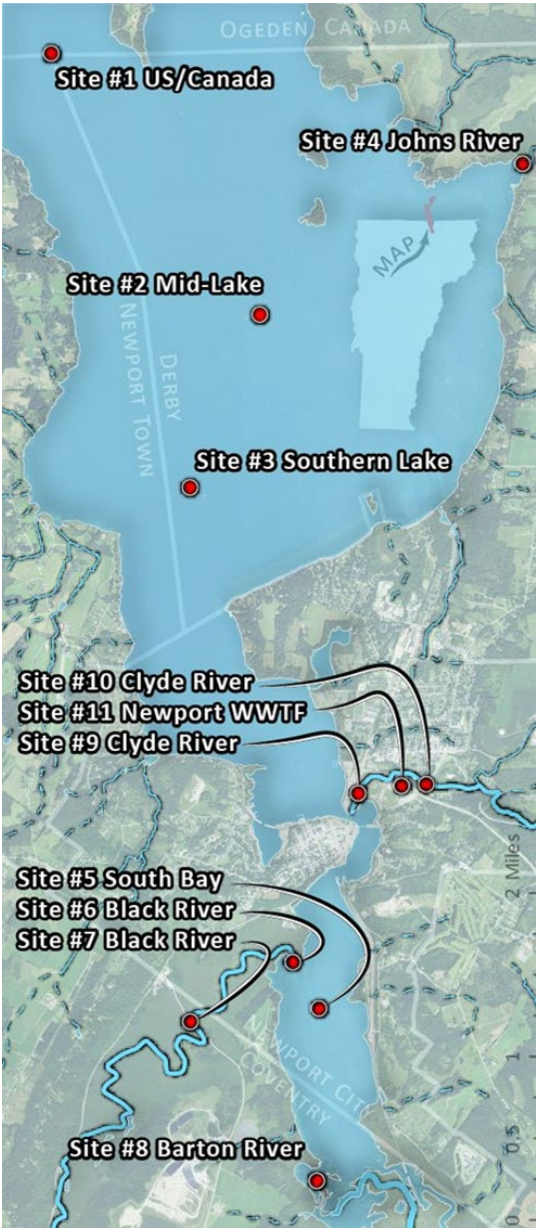 OGEDEN CANADA
Site #1 US/Canada
Site #4 Johns River
MAP
Site #2 Mid-Lake
DERBY
NEWPORT TOWN
Site #3 Southern Lake
Site #10 Clyde River
Site #11 Newport WWTF
Site #9 Clyde River
2 Miles
Site #5 South Bay
Site #6 Black River
Site #7 Black River
NEWPORT CITY
COVENTRY
1
Site #8 Barton River
0.5
0